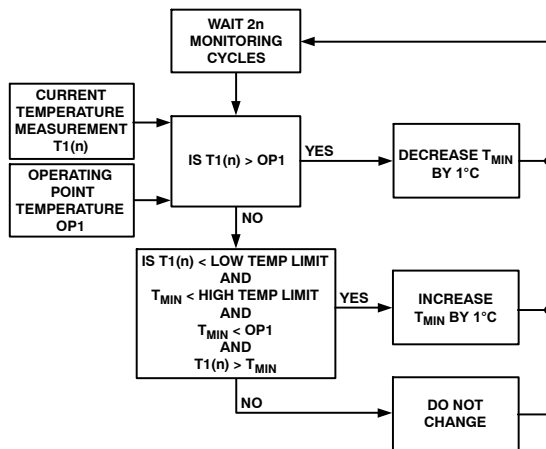 WAIT 2n
MONITORING
CYCLES
CURRENT
TEMPERATURE
MEASUREMENT
T1(n)
OPERATING
POINT
TEMPERATURE
OP1
IS T1(n) > OP1
YES
DECREASE TMIN
BY 1°C
NO
IS T1(n) < LOW TEMP LIMIT
AND
TMIN < HIGH TEMP LIMIT
AND
TMIN < OP1
AND
T1(n) > TMIN
YES
INCREASE
TMIN BY 1°C
NO
DO NOT
CHANGE